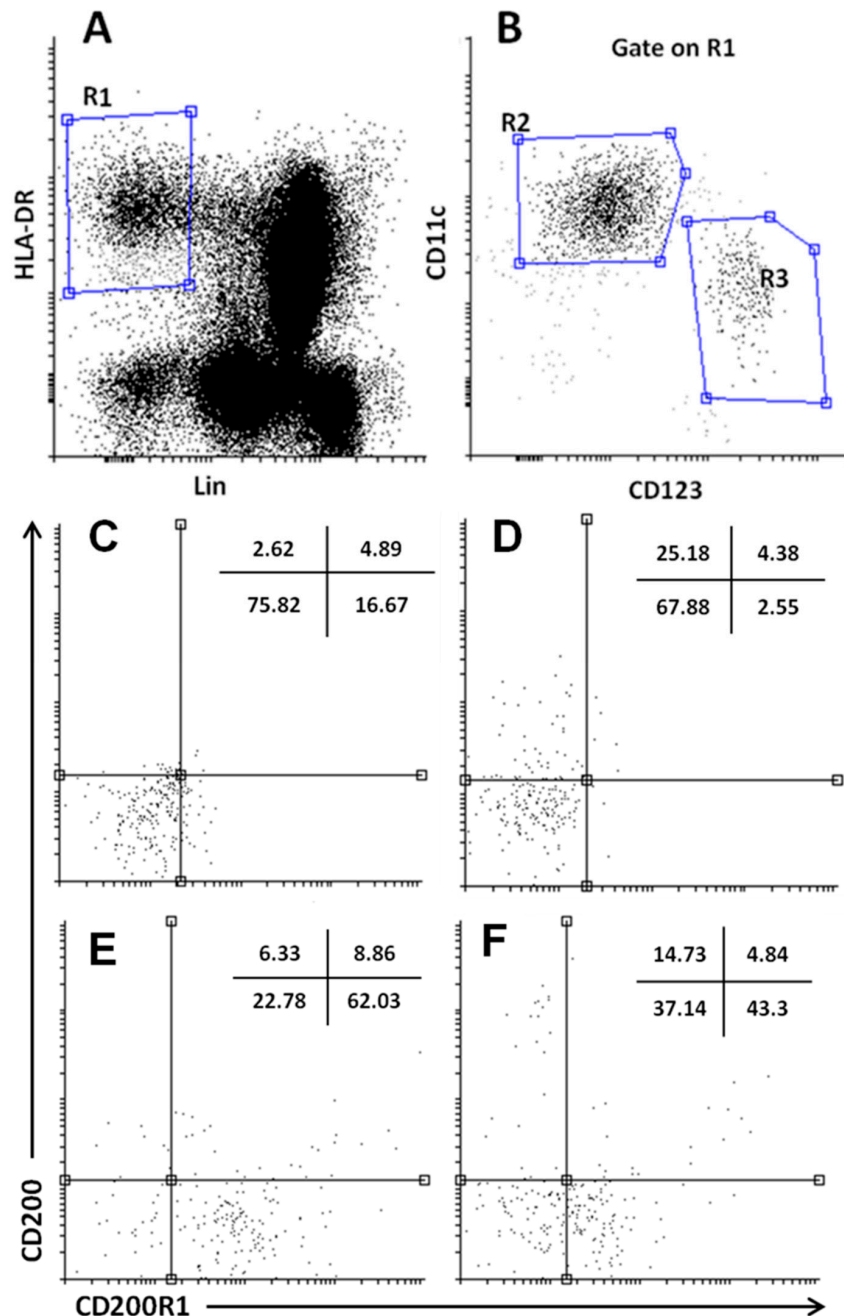 A
R1
HLA-DR
Lin
B
Gate on R1
R2
R3
CD11c
CD123
C
2.62 4.89
75.82 16.67
D
25.18 4.38
67.88 2.55
E
6.33 8.86
22.78 62.03
F
14.73 4.84
37.14 43.3
CD200
CD200R1